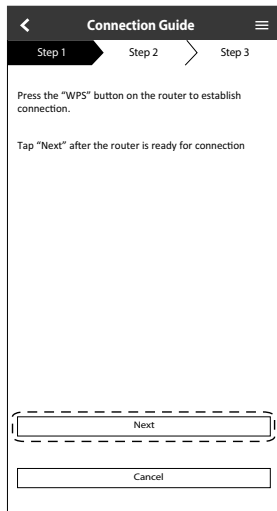 Connection Guide
Step 1
Step 2
Step 3
Press the “WPS” button on the router to establish
connection.
Tap “Next” after the router is ready for connection
Next
Cancel